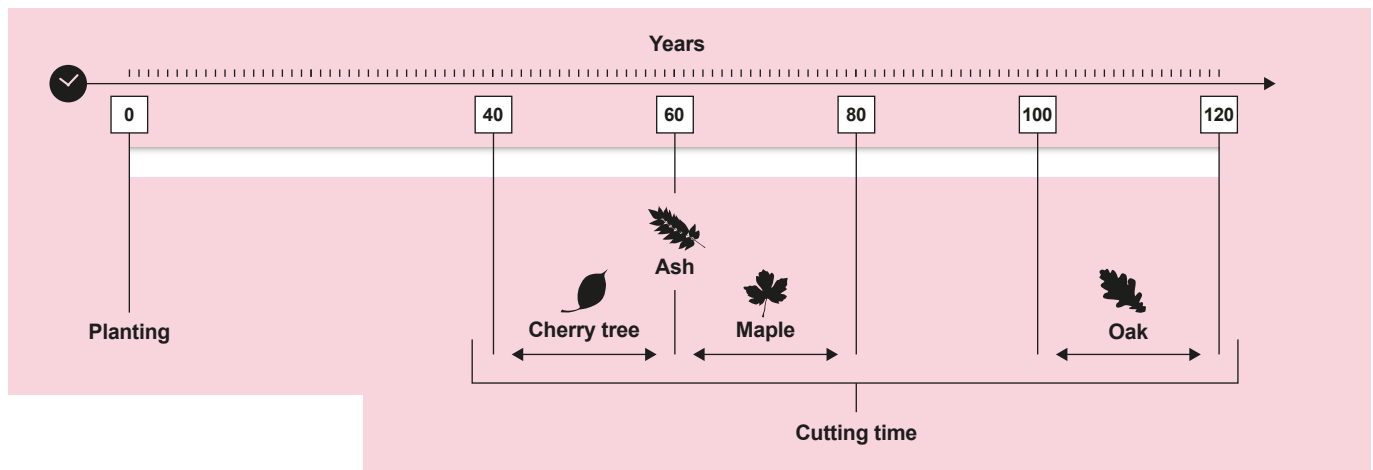 Years
0
40
60
80
100
120
Ash
Cherry tree
Maple
Oak
Planting
Cutting time